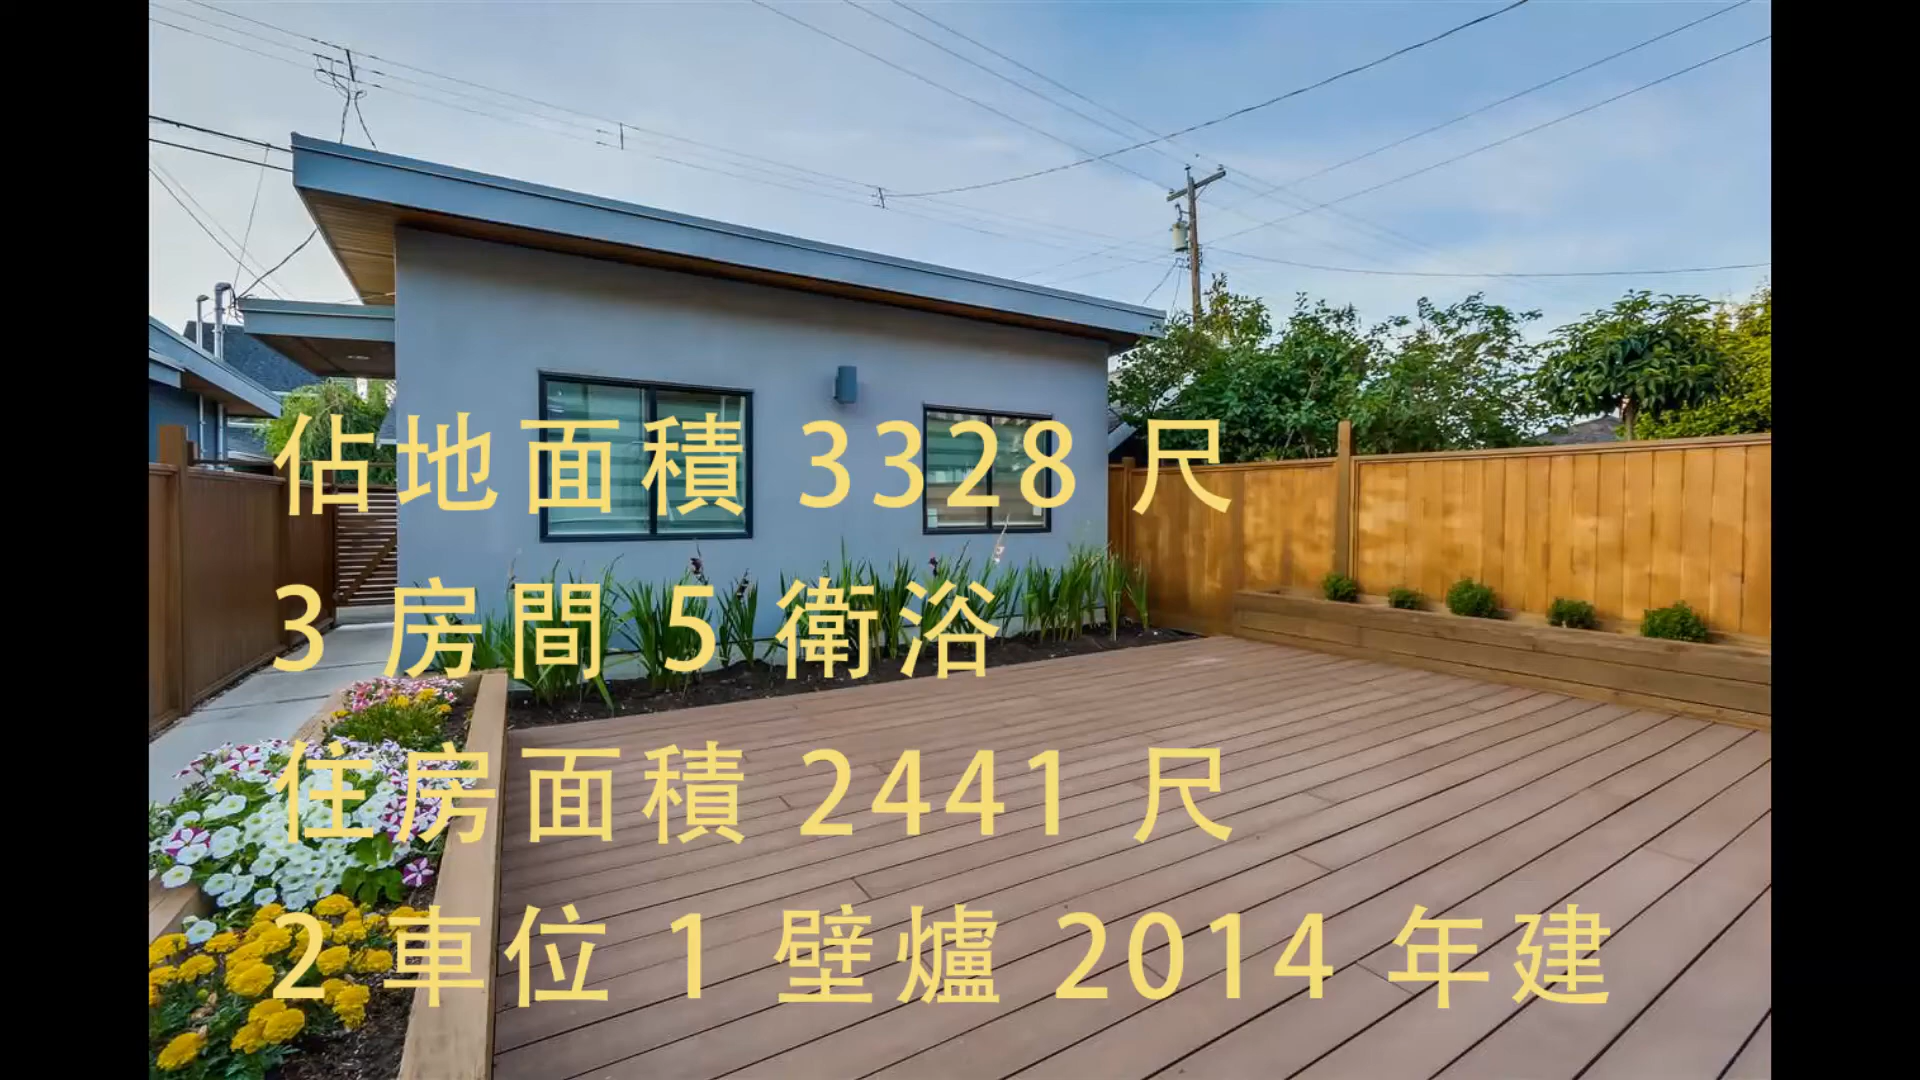 佔地面積 3328 尺
3 房間 5 衛浴
住房面積 2441 尺
2 車位 1 壁爐 2014 年建